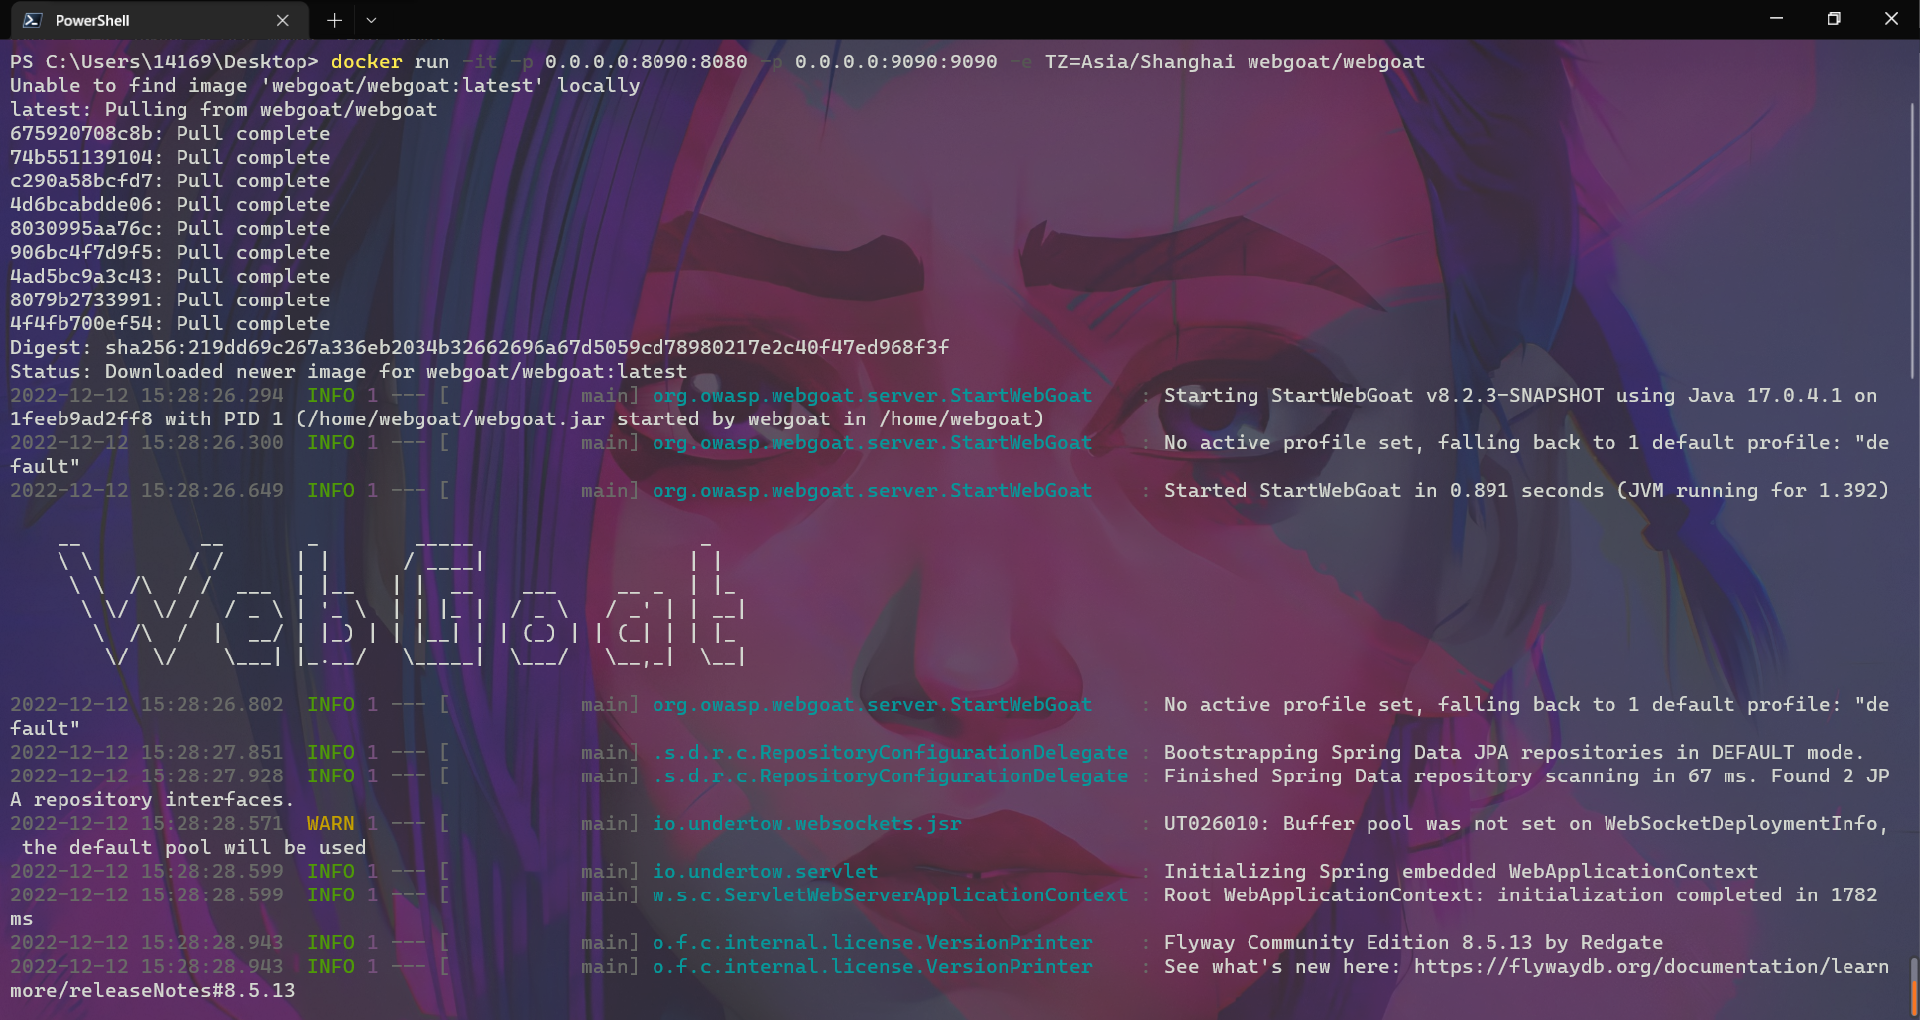 PowerShell
PS C:\Users\14169\Desktop> docker run -it -p 0.0.0.0:8090:8080 -p 0.0.0.0:9090:9090 -e TZ=Asia/Shanghai webgoat/webgoat
Unable to find image 'webgoat/webgoat:latest' locally
latest: Pulling from webgoat/webgoat
675920708c8b: Pull complete
74b551139104: Pull complete
c290a58bcfd7: Pull complete
4d6bcabdde06: Pull complete
8030995aa76c: Pull complete
906bc4f7d9f5: Pull complete
4ad5bc9a3c43: Pull complete
8079b2733991: Pull complete
4f4fb700ef54: Pull complete
Digest: sha256:219dd69c267a336eb2034b32662696a67d5059cd78980217e2c40f47ed968f3f
Status: Downloaded newer image for webgoat/webgoat:latest
2022-12-12 15:28:26.294  INFO 1 --- [           main] org.owasp.webgoat.server.StartWebGoat    : Starting StartWebGoat v8.2.3-SNAPSHOT using Java 17.0.4.1 on
1feeb9ad2ff8 with PID 1 (/home/webgoat/webgoat.jar started by webgoat in /home/webgoat)
2022-12-12 15:28:26.300  INFO 1 --- [           main] org.owasp.webgoat.server.StartWebGoat    : No active profile set, falling back to 1 default profile: "de
fault"
2022-12-12 15:28:26.649  INFO 1 --- [           main] org.owasp.webgoat.server.StartWebGoat    : Started StartWebGoat in 0.891 seconds (JVM running for 1.392)
WebGoat
2022-12-12 15:28:26.802  INFO 1 --- [           main] org.owasp.webgoat.server.StartWebGoat    : No active profile set, falling back to 1 default profile: "de
fault"
2022-12-12 15:28:27.851  INFO 1 --- [           main] .s.d.r.c.RepositoryConfigurationDelegate : Bootstrapping Spring Data JPA repositories in DEFAULT mode.
2022-12-12 15:28:27.928  INFO 1 --- [           main] .s.d.r.c.RepositoryConfigurationDelegate : Finished Spring Data repository scanning in 67 ms. Found 2 JP
A repository interfaces.
2022-12-12 15:28:28.571  WARN 1 --- [           main] io.undertow.websockets.jsr               : UT026010: Buffer pool was not set on WebSocketDeploymentInfo,
 the default pool will be used
2022-12-12 15:28:28.599  INFO 1 --- [           main] io.undertow.servlet                      : Initializing Spring embedded WebApplicationContext
2022-12-12 15:28:28.599  INFO 1 --- [           main] w.s.c.ServletWebServerApplicationContext : Root WebApplicationContext: initialization completed in 1782
ms
2022-12-12 15:28:28.943  INFO 1 --- [           main] o.f.c.internal.license.VersionPrinter    : Flyway Community Edition 8.5.13 by Redgate
2022-12-12 15:28:28.943  INFO 1 --- [           main] o.f.c.internal.license.VersionPrinter    : See what's new here: https://flywaydb.org/documentation/learn
more/releaseNotes#8.5.13